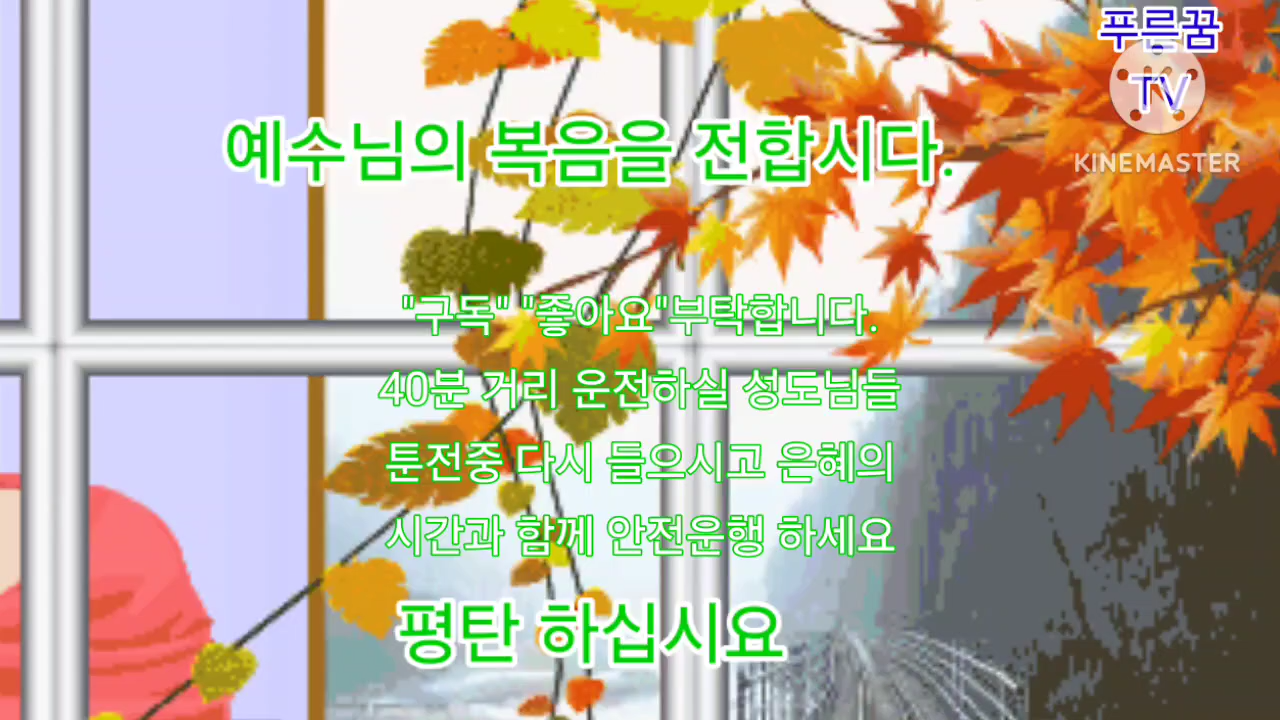 푸른꿈
TV
KINEMASTER
예수님의 복음을 전합시다.
"구독" "좋아요"부탁합니다.
40분 거리 운전하실 성도님들
툰전중 다시 들으시고 은혜의
시간과 함께 안전운행 하세요
평탄 하십시요